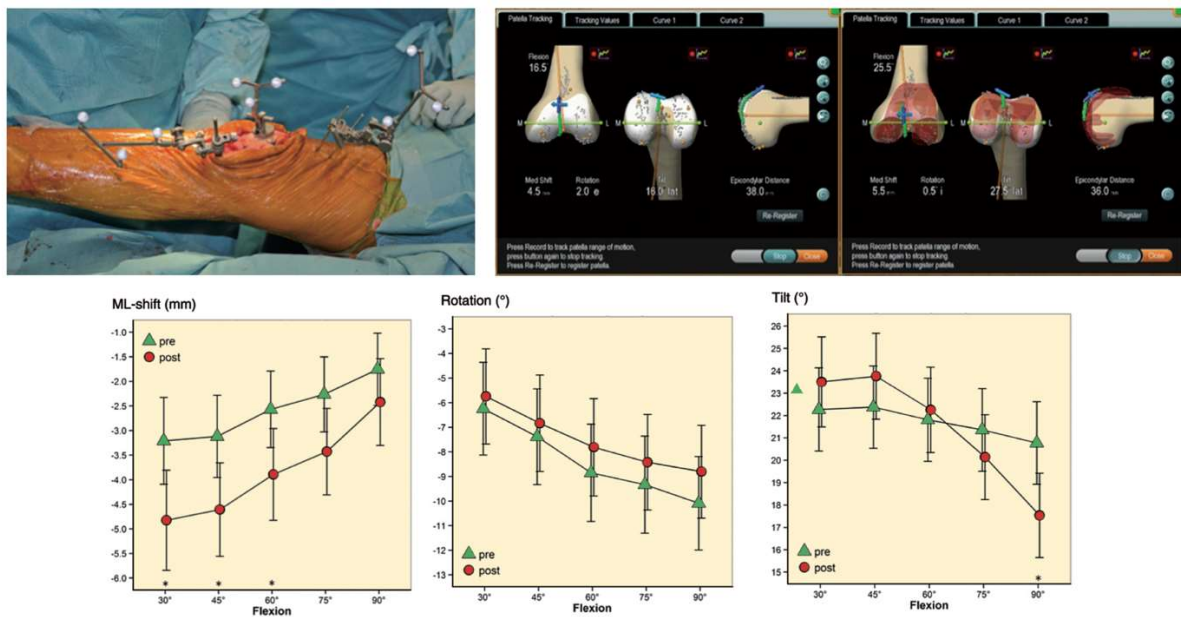 Patella Tracking Tracking Values Curve 1 Curve 2
Flexion
16.5°
M L
Med Shift Rotation Epicondylar Distance
4.5 mm 2.0 e 38.0 mm
Re-Register
Press Record to track patella range of motion,
press button again to stop tracking.
Press Re-Register to register patella.
Stop Close
Patella Tracking Tracking Values Curve 1 Curve 2
Flexion
25.5°
M L
Med Shift Rotation Epicondylar Distance
5.5 mm 0.5° i 27.5° lat 36.0 mm
Re-Register
Press Record to track patella range of motion,
press button again to stop tracking.
Press Re-Register to register patella.
Stop Close
ML-shift (mm)
pre
post
-1.0
-1.5
-2.0
-2.5
-3.0
-3.5
-4.0
-4.5
-5.0
-5.5
-6.0
* * *
30° 45° 60° 75° 90°
Flexion
Rotation (°)
-3
-4
-5
-6
-7
-8
-9
-10
-11
-12
-13
pre
post
30° 45° 60° 75° 90°
Flexion
Tilt (°)
26
25
24
23
22
21
20
19
18
17
16
15
pre
post
*
30° 45° 60° 75° 90°
Flexion